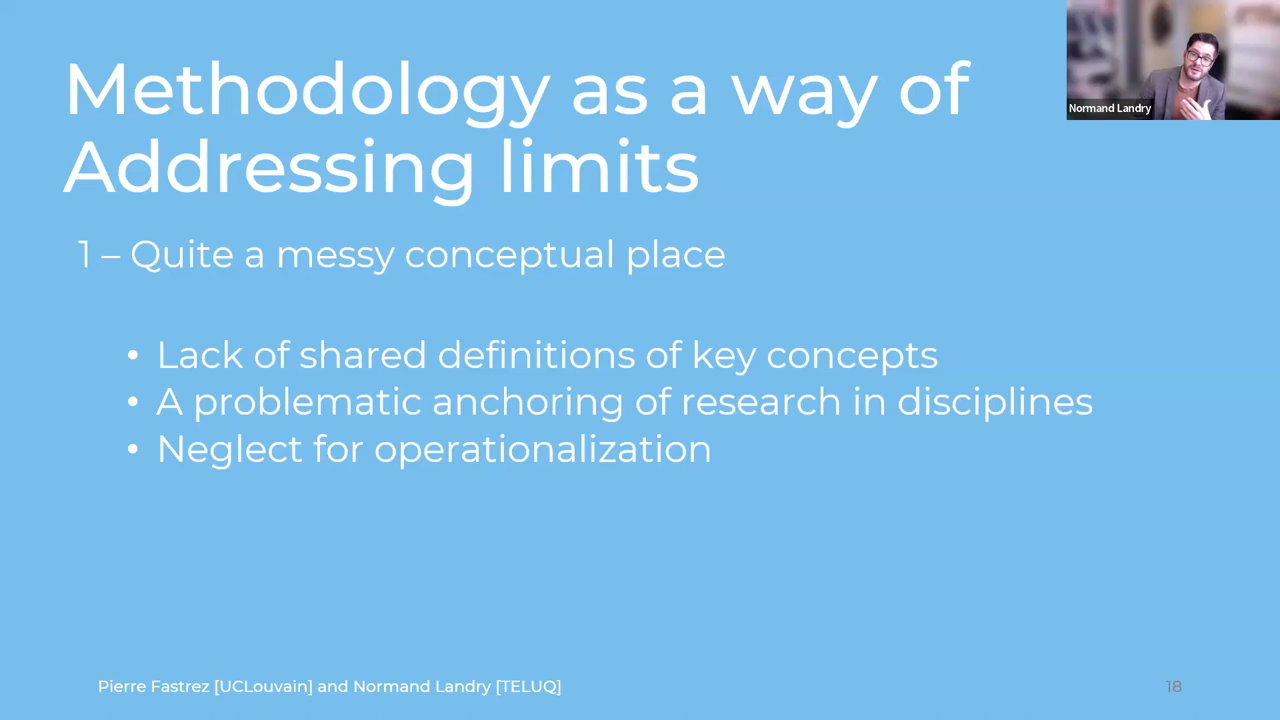 Methodology as a way of
Addressing limits
Normand Landry
1 – Quite a messy conceptual place
• Lack of shared definitions of key concepts
• A problematic anchoring of research in disciplines
• Neglect for operationalization
Pierre Fastrez [UCLouvain] and Normand Landry [TELUQ]
18